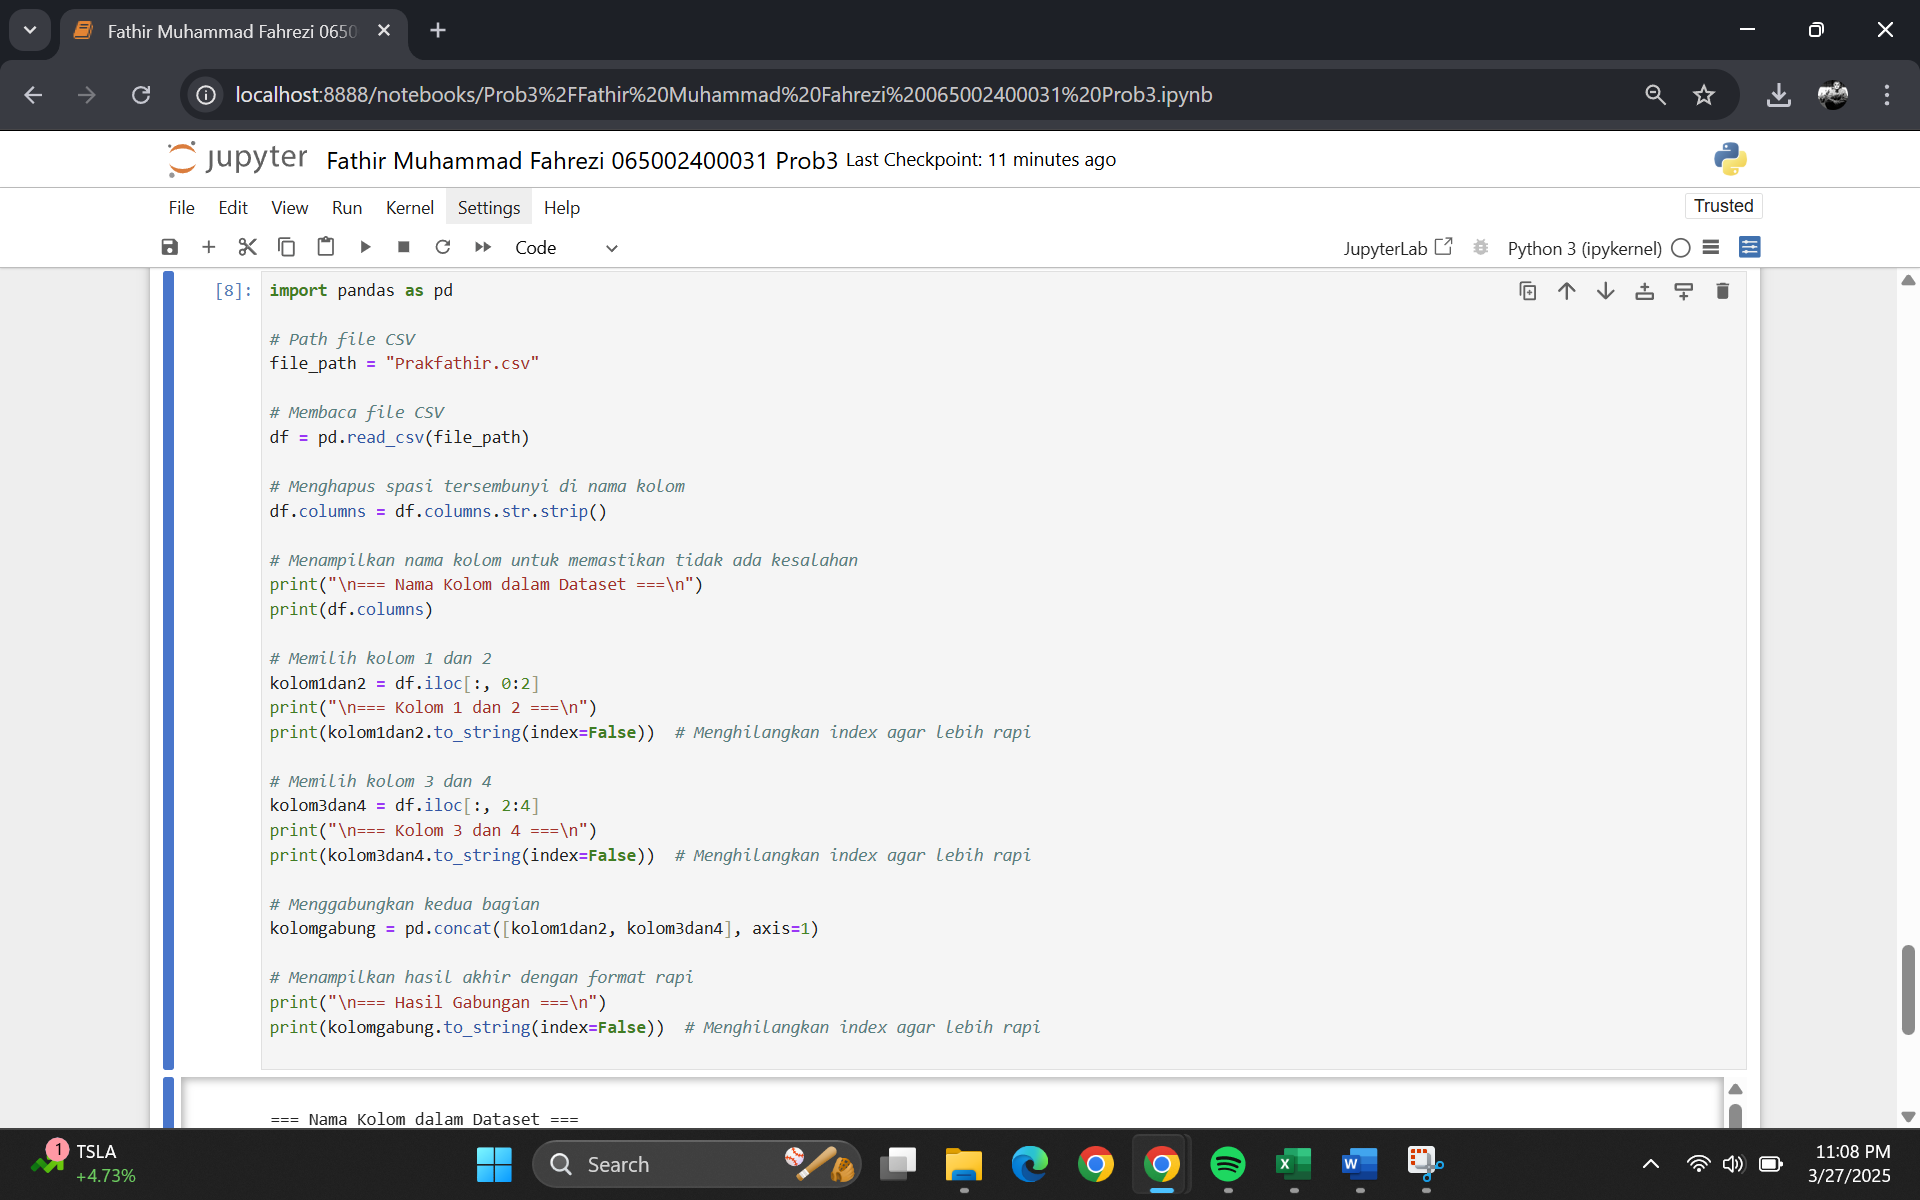 Fathir Muhammad Fahrezi 0650
localhost:8888/notebooks/Prob3%2FFathir%20Muhammad%20Fahrezi%20065002400031%20Prob3.ipynb
jupyter Fathir Muhammad Fahrezi 065002400031 Prob3 Last Checkpoint: 11 minutes ago
File Edit View Run Kernel Settings Help Trusted
Code JupyterLab Python 3 (ipykernel)
[8]: import pandas as pd
# Path file CSV
file_path = "Prakfathir.csv"
# Membaca file CSV
df = pd.read_csv(file_path)
# Menghapus spasi tersembunyi di nama kolom
df.columns = df.columns.str.strip()
# Menampilkan nama kolom untuk memastikan tidak ada kesalahan
print("\n=== Nama Kolom dalam Dataset ===\n")
print(df.columns)
# Memilih kolom 1 dan 2
kolom1dan2 = df.iloc[:, 0:2]
print("\n=== Kolom 1 dan 2 ===\n")
print(kolom1dan2.to_string(index=False))  # Menghilangkan index agar lebih rapi
# Memilih kolom 3 dan 4
kolom3dan4 = df.iloc[:, 2:4]
print("\n=== Kolom 3 dan 4 ===\n")
print(kolom3dan4.to_string(index=False))  # Menghilangkan index agar lebih rapi
# Menggabungkan kedua bagian
kolomgabung = pd.concat([kolom1dan2, kolom3dan4], axis=1)
# Menampilkan hasil akhir dengan format rapi
print("\n=== Hasil Gabungan ===\n")
print(kolomgabung.to_string(index=False))  # Menghilangkan index agar lebih rapi
=== Nama Kolom dalam Dataset ===
1 TSLA
+4.73%
Search
11:08 PM
3/27/2025